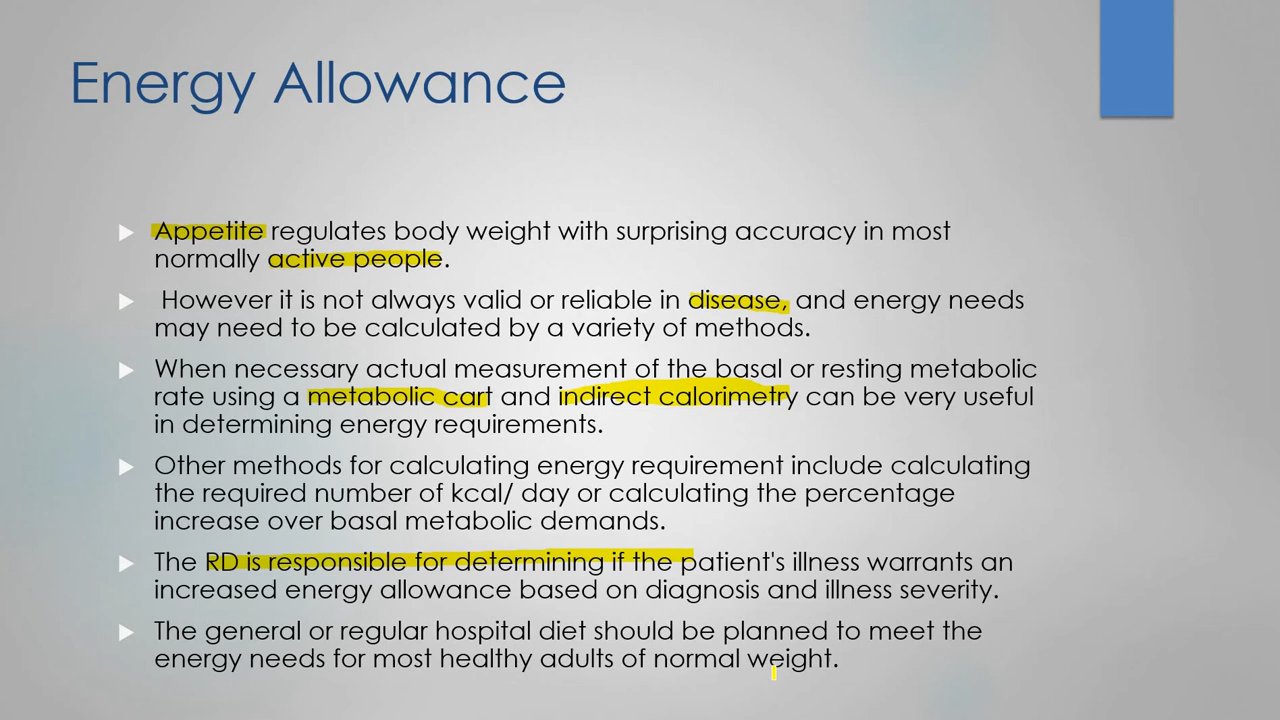 Energy Allowance
Appetite regulates body weight with surprising accuracy in most
normally active people.
However it is not always valid or reliable in disease, and energy needs
may need to be calculated by a variety of methods.
When necessary actual measurement of the basal or resting metabolic
rate using a metabolic cart and indirect calorimetry can be very useful
in determining energy requirements.
Other methods for calculating energy requirement include calculating
the required number of kcal/ day or calculating the percentage
increase over basal metabolic demands.
The RD is responsible for determining if the patient's illness warrants an
increased energy allowance based on diagnosis and illness severity.
The general or regular hospital diet should be planned to meet the
energy needs for most healthy adults of normal weight.